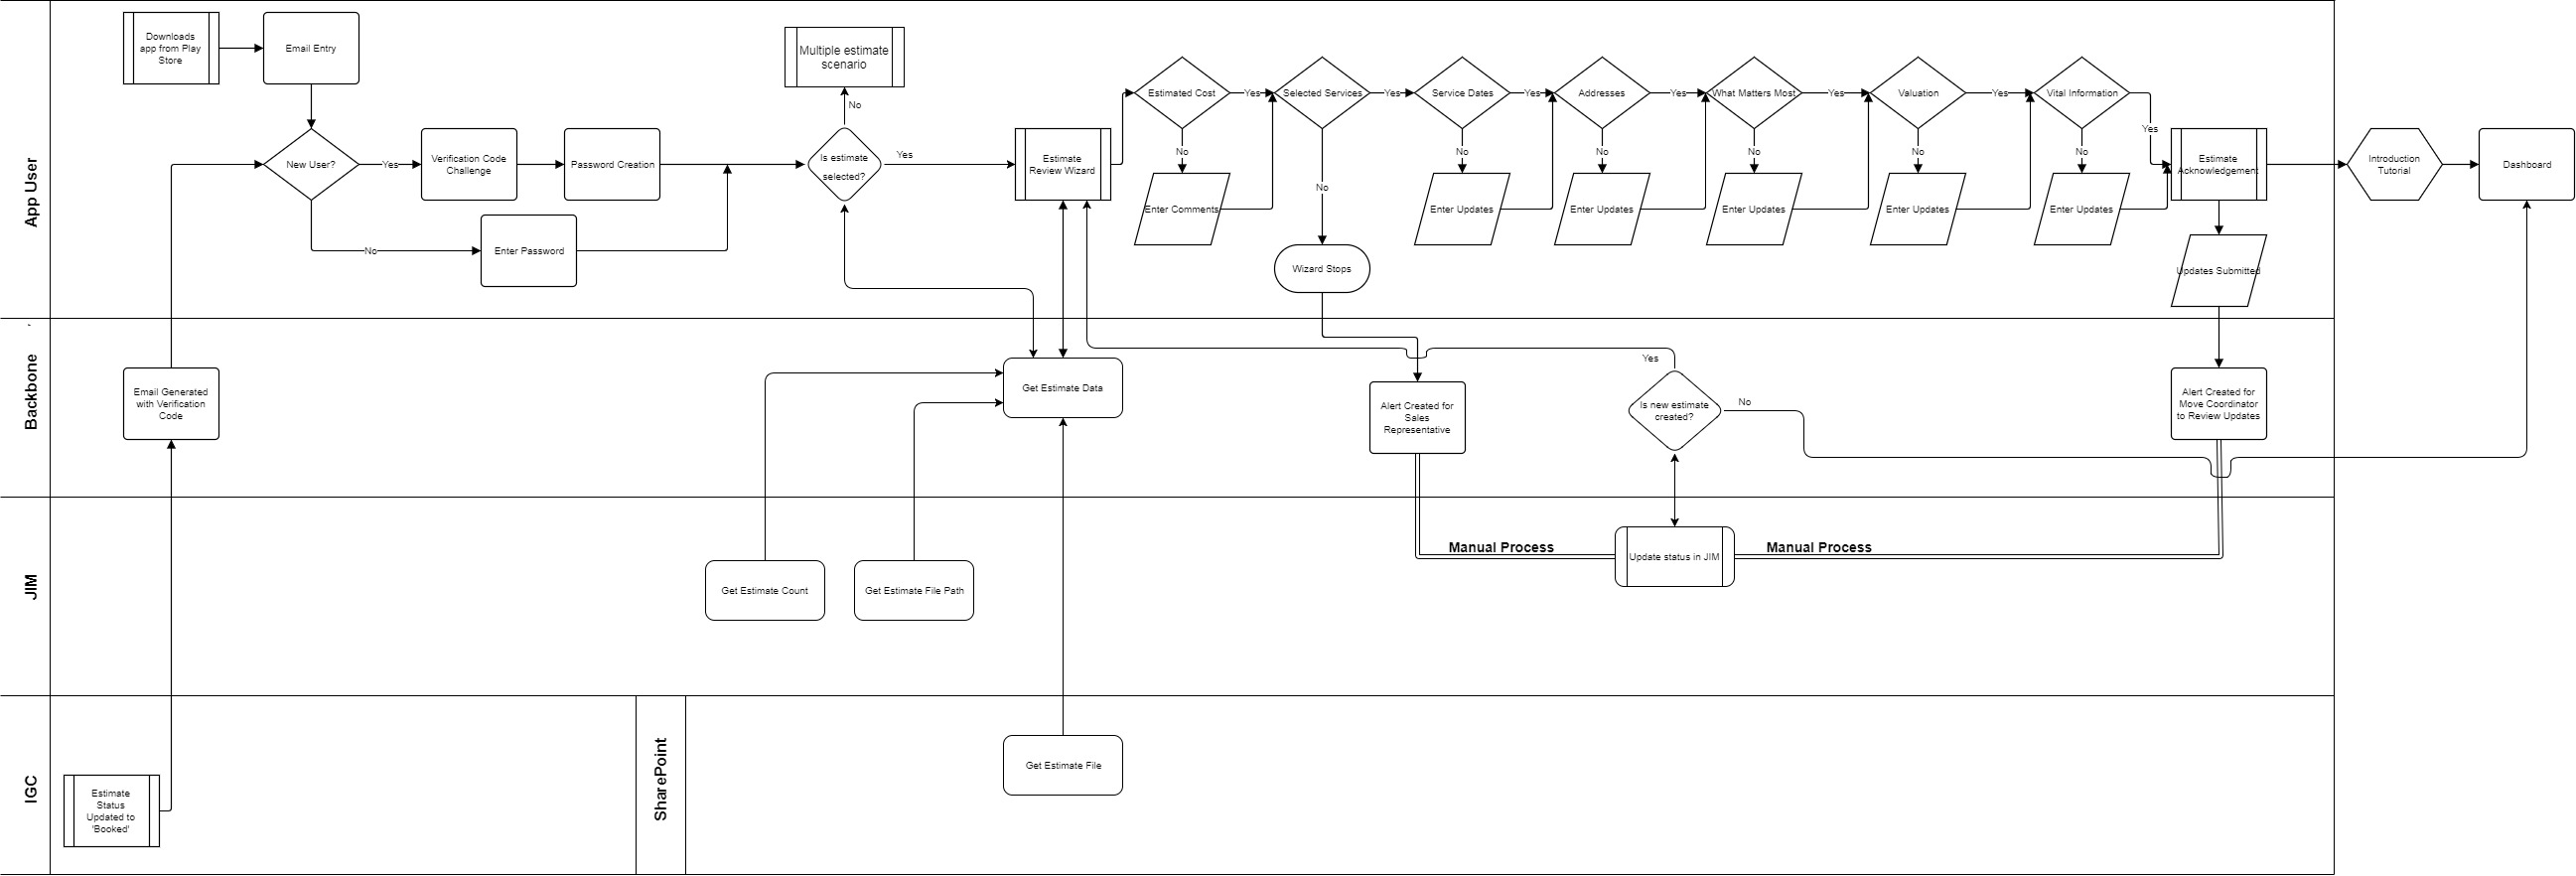 App User
Downloads
app from Play
Store
Email Entry
New User?
Yes
Verification Code
Challenge
Password Creation
No
Enter Password
Multiple estimate
scenario
No
Is estimate
selected?
Yes
Estimate
Review Wizard
Estimated Cost
Yes
No
Enter Comments
Selected Services
Yes
No
Wizard Stops
Service Dates
Yes
No
Enter Updates
Addresses
Yes
No
Enter Updates
What Matters Most
Yes
No
Enter Updates
Valuation
Yes
No
Enter Updates
Vital Information
Yes
No
Enter Updates
Estimate
Acknowledgement
Updates Submitted
Introduction
Tutorial
Dashboard
Backbone
Email Generated
with Verification
Code
Get Estimate Data
Alert Created for
Sales
Representative
Yes
Is new estimate
created?
No
Alert Created for
Move Coordinator
to Review Updates
JIM
Get Estimate Count
Get Estimate File Path
Manual Process
Update status in JIM
Manual Process
IGC
Estimate
Status
Updated to
'Booked'
SharePoint
Get Estimate File